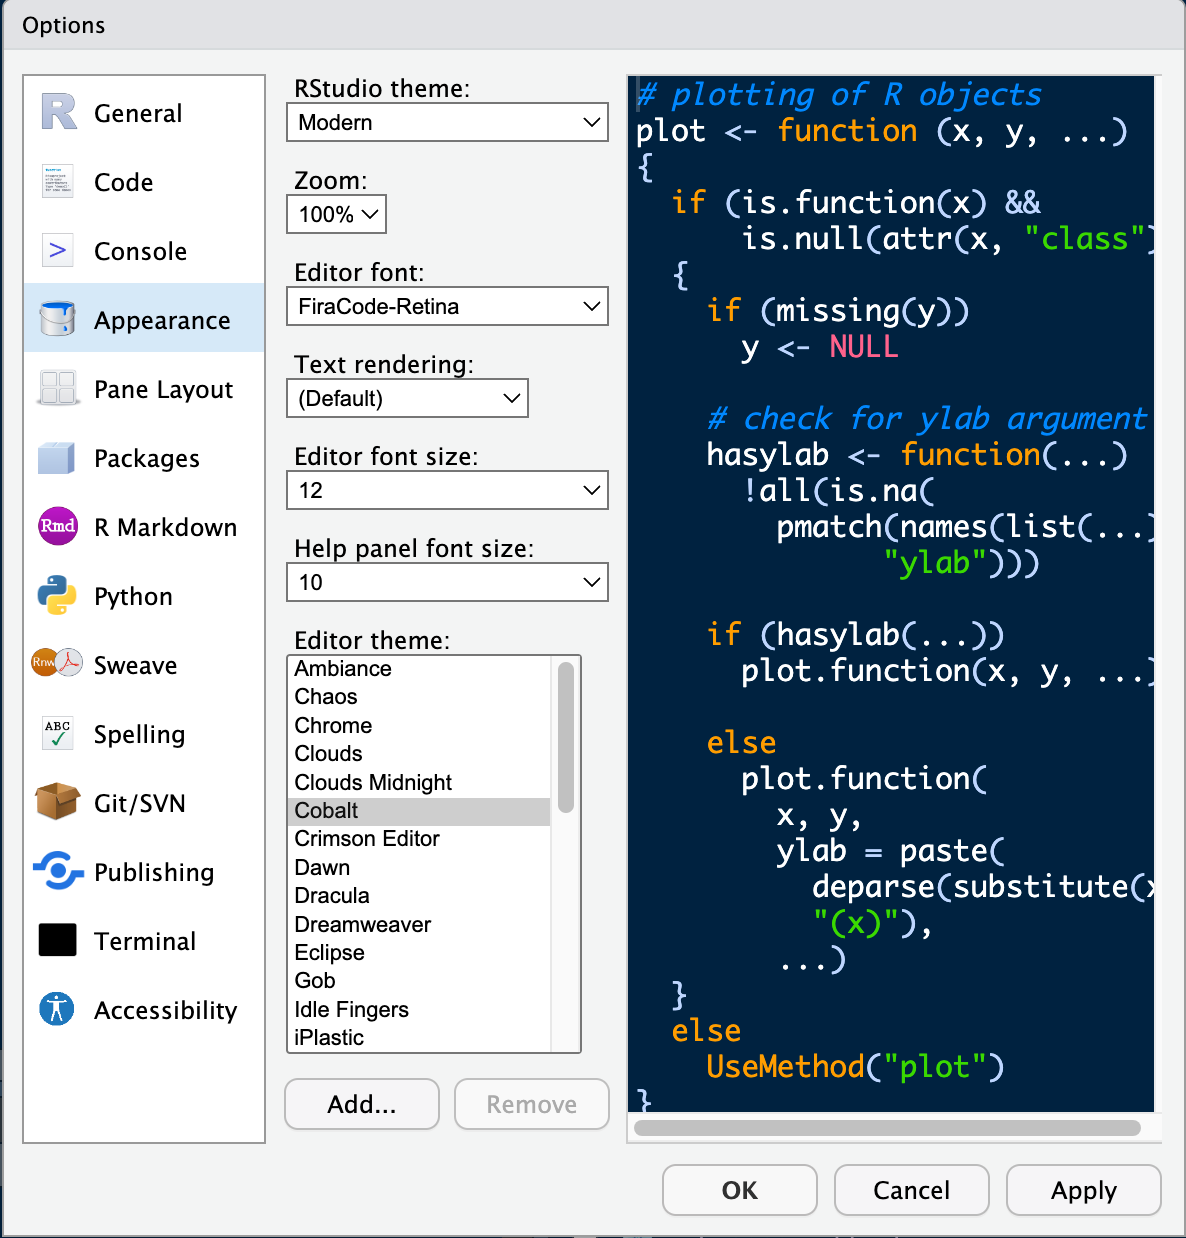 Options
General
Code
Console
Appearance
Pane Layout
Packages
Rmd R Markdown
Python
Rnw Sweave
ABC Spelling
Git/SVN
Publishing
Terminal
Accessibility
RStudio theme:
Modern
Zoom:
100%
Editor font:
FiraCode-Retina
Text rendering:
(Default)
Editor font size:
12
Help panel font size:
10
Editor theme:
Ambiance
Chaos
Chrome
Clouds
Clouds Midnight
Cobalt
Crimson Editor
Dawn
Dracula
Dreamweaver
Eclipse
Gob
Idle Fingers
iPlastic
Add...
Remove
# plotting of R objects
plot <- function (x, y, ...)
{
  if (is.function(x) &&
      is.null(attr(x, "class")
  {
    if (missing(y))
      y <- NULL
    # check for ylab argument
    hasylab <- function(...)
      !all(is.na(
        pmatch(names(list(...)
              "ylab")))
    if (hasylab(...))
      plot.function(x, y, ...)
    else
      plot.function(
        x, y,
        ylab = paste(
          deparse(substitute(x
          "(x)"),
        ...)
  }
  else
    UseMethod("plot")
}
OK
Cancel
Apply